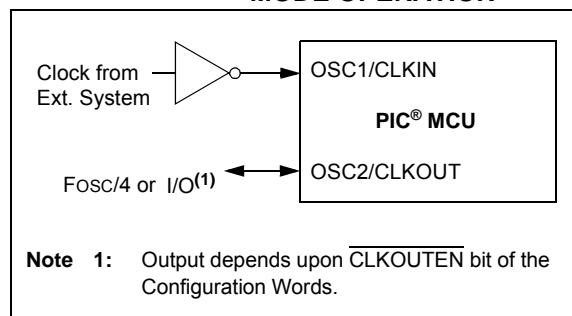 MODE OPERATION
Clock from
Ext. System
OSC1/CLKIN
PIC® MCU
FOSC/4 or I/O(1)
OSC2/CLKOUT
Note 1: Output depends upon CLKOUTEN bit of the
Configuration Words.